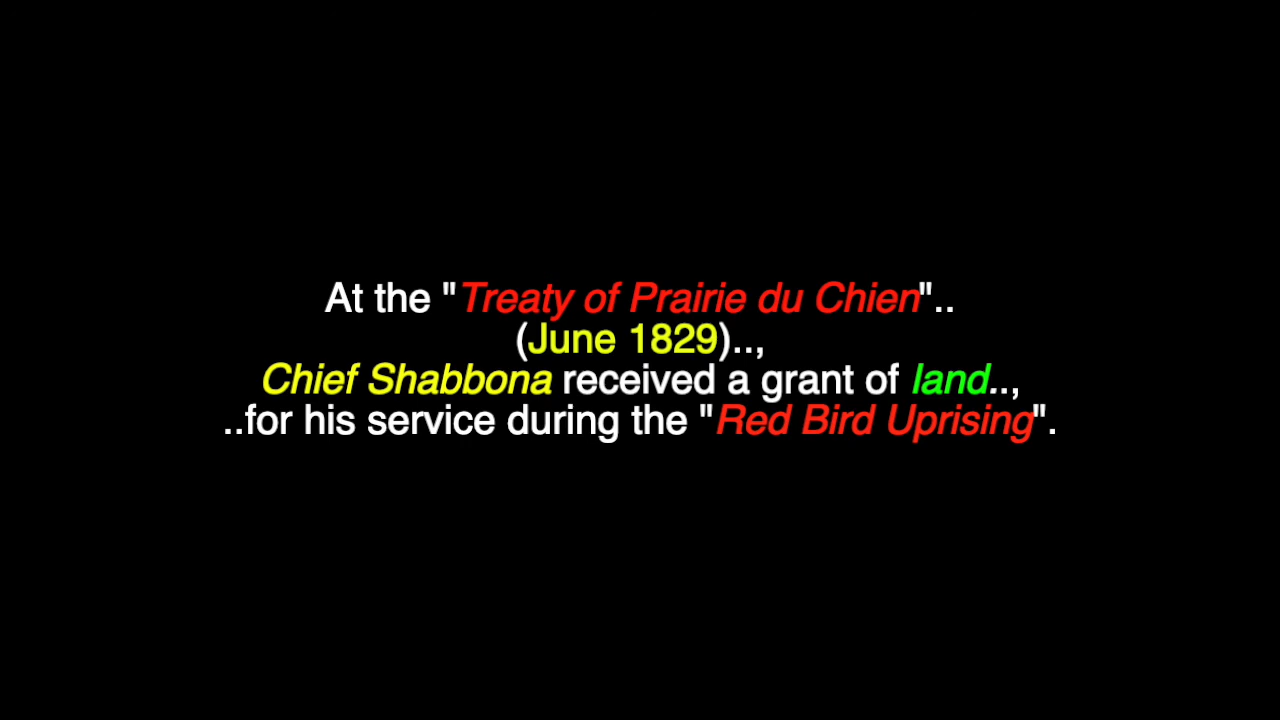 At the "Treaty of Prairie du Chien"..
(June 1829)..,
Chief Shabbona received a grant of land..,
..for his service during the "Red Bird Uprising".